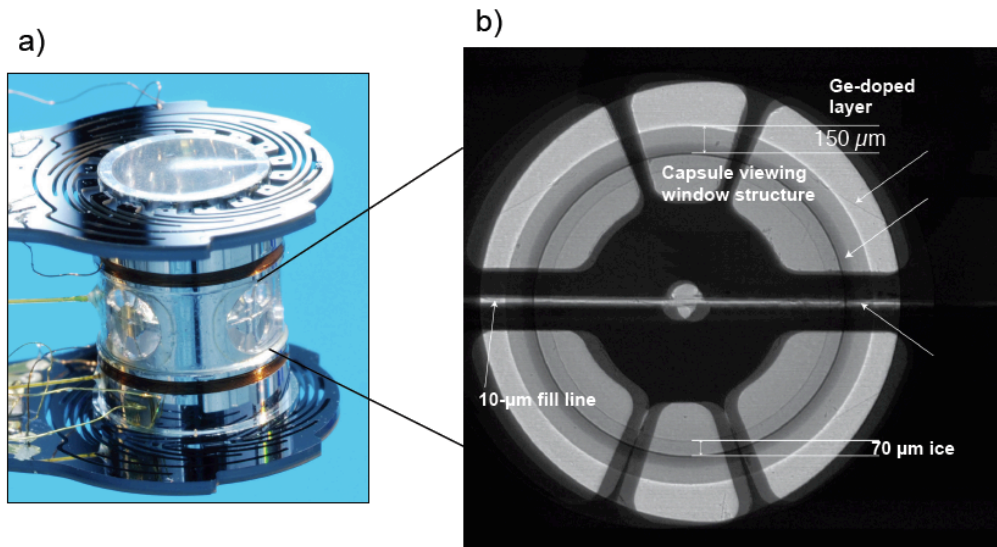 a)
b)
Ge-doped
layer
150 µm
Capsule viewing
window structure
10-µm fill line
70 µm ice